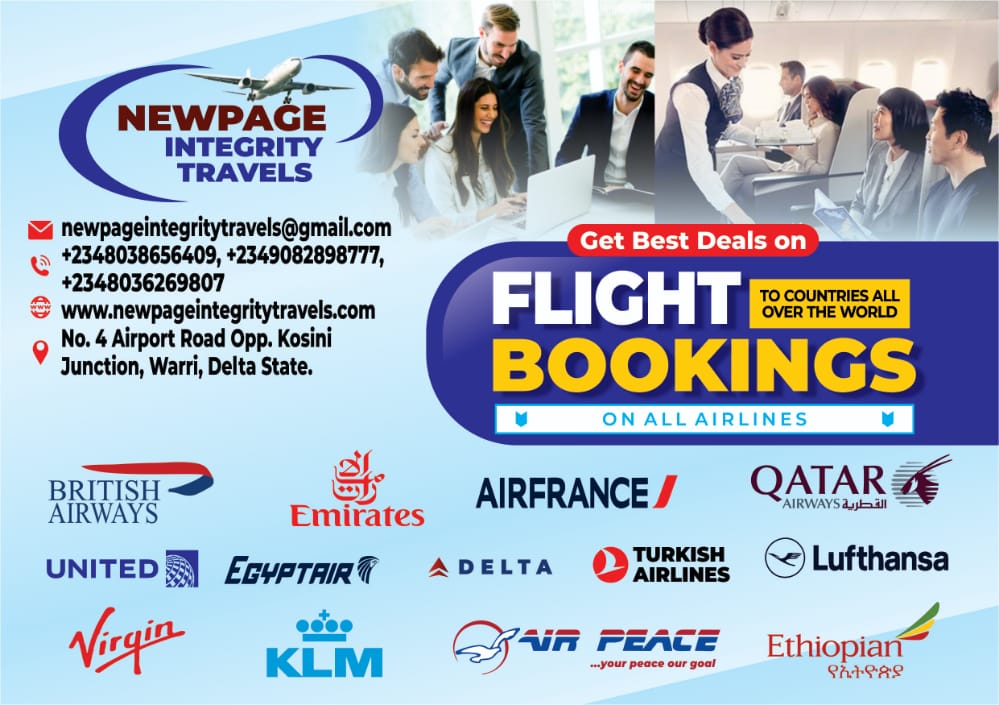 NEWPAGE
INTEGRITY
TRAVELS
newpageintegritytravels@gmail.com
+2348038656409, +2349082898777,
+2348036269807
www.newpageintegritytravels.com
No. 4 Airport Road Opp. Kosini
Junction, Warri, Delta State.
Get Best Deals on
FLIGHT
TO COUNTRIES ALL
OVER THE WORLD
BOOKINGS
ON ALL AIRLINES
BRITISH
AIRWAYS
Emirates
AIRFRANCE
QATAR
AIRWAYS القطرية
UNITED
EGYPTAIR
DELTA
TURKISH
AIRLINES
Lufthansa
Virgin
KLM
AIR PEACE
...your peace our goal
Ethiopian
የኢትዮጵያ